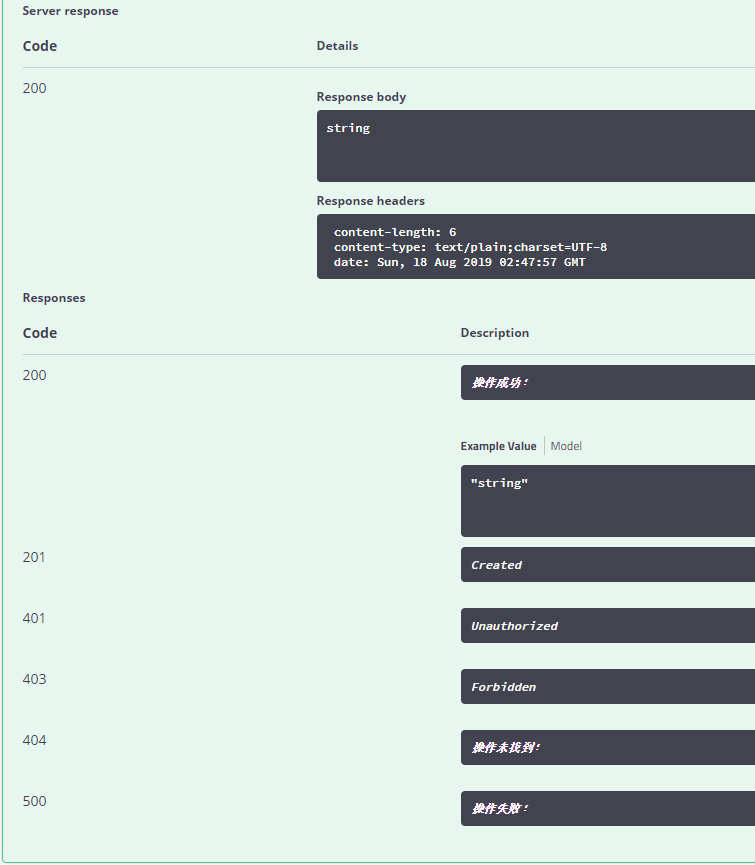 Server response
Code Details
200
Response body
string
Response headers
content-length: 6
content-type: text/plain;charset=UTF-8
date: Sun, 18 Aug 2019 02:47:57 GMT
Responses
Code Description
200 操作成功：
Example Value Model
"string"
201 Created
401 Unauthorized
403 Forbidden
404 操作未找到：
500 操作失败：